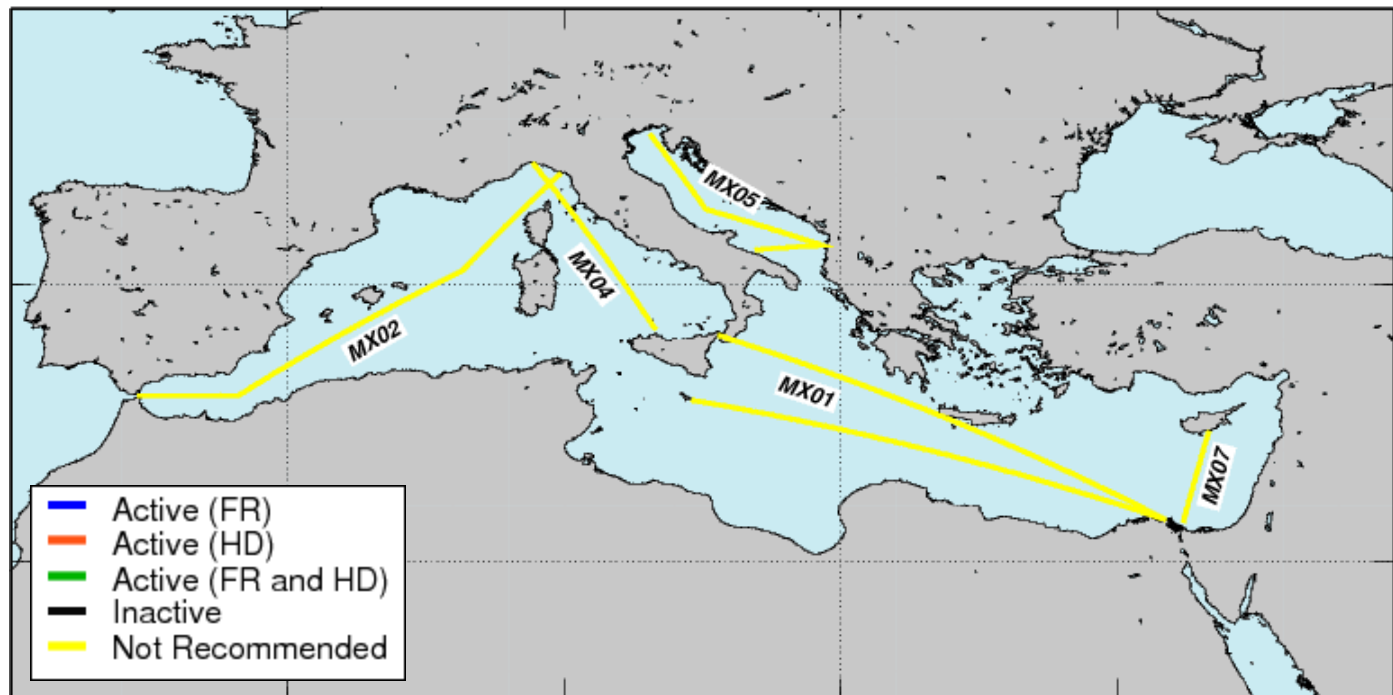 MX05
MX04
MX02
MX01
MX07
Active (FR)
Active (HD)
Active (FR and HD)
Inactive
Not Recommended